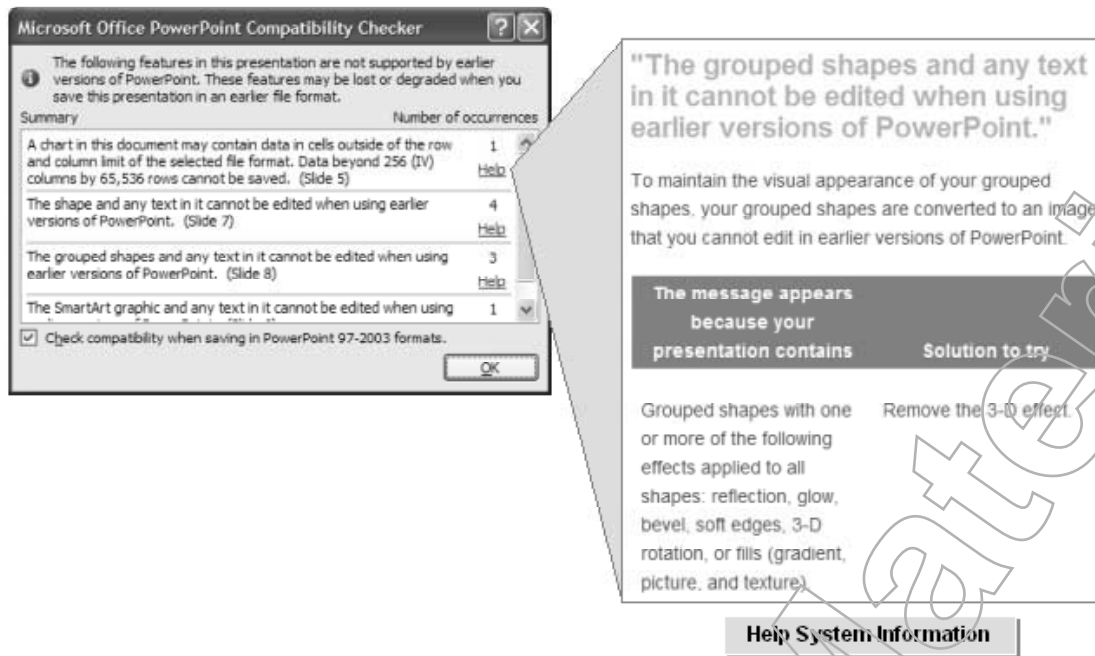 Microsoft Office PowerPoint Compatibility Checker
The following features in this presentation are not supported by earlier
versions of PowerPoint. These features may be lost or degraded when you
save this presentation in an earlier file format.
Summary Number of occurrences
A chart in this document may contain data in cells outside of the row 1
and column limit of the selected file format. Data beyond 256 (IV) Help
columns by 65,536 rows cannot be saved. (Slide 5)
The shape and any text in it cannot be edited when using earlier 4
versions of PowerPoint. (Slide 7)
Help
The grouped shapes and any text in it cannot be edited when using 3
earlier versions of PowerPoint. (Slide 8)
Help
The SmartArt graphic and any text in it cannot be edited when using 1
Check compatibility when saving in PowerPoint 97-2003 formats.
OK
"The grouped shapes and any text
in it cannot be edited when using
earlier versions of PowerPoint."
To maintain the visual appearance of your grouped
shapes, your grouped shapes are converted to an image
that you cannot edit in earlier versions of PowerPoint.
The message appears
because your
presentation contains Solution to try
Grouped shapes with one Remove the 3-D effect.
or more of the following
effects applied to all
shapes: reflection, glow,
bevel, soft edges, 3-D
rotation, or fills (gradient,
picture, and texture).
Help System Information